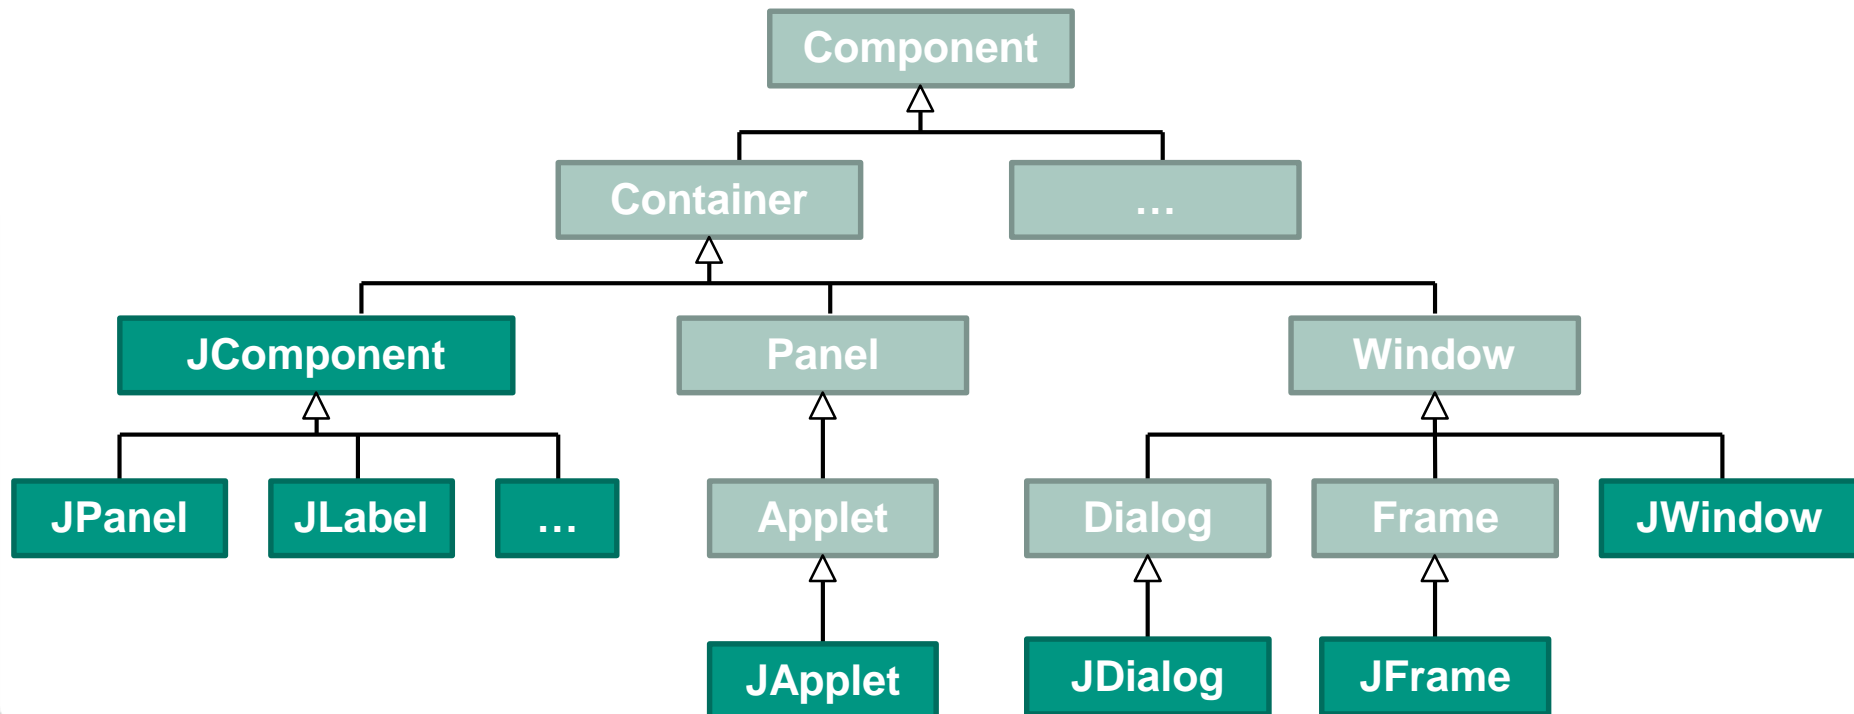 Component
Container
…
JComponent
Panel
Window
JPanel
JLabel
…
Applet
Dialog
Frame
JWindow
JApplet
JDialog
JFrame